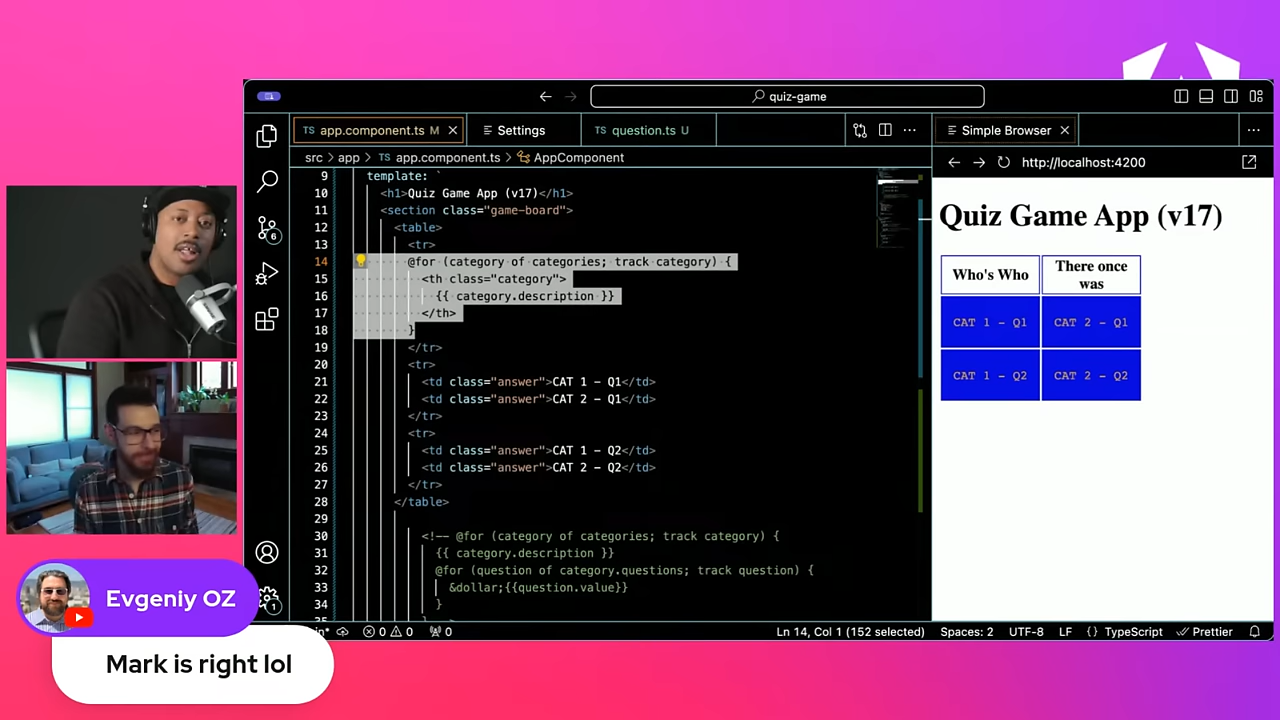 quiz-game
TS app.component.ts M
Settings
TS question.ts U
Simple Browser
src > app > TS app.component.ts > AppComponent
http://localhost:4200
9 template: `
10 <h1>Quiz Game App (v17)</h1>
11 <section class="game-board">
12 <table>
13 <tr>
14 @for (category of categories; track category) {
15 <th class="category">
16 {{ category.description }}
17 </th>
18 }
19 </tr>
20 <tr>
21 <td class="answer">CAT 1 - Q1</td>
22 <td class="answer">CAT 2 - Q1</td>
23 </tr>
24 <tr>
25 <td class="answer">CAT 1 - Q2</td>
26 <td class="answer">CAT 2 - Q2</td>
27 </tr>
28 </table>
29
30 <!-- @for (category of categories; track category) {
31 {{ category.description }}
32 @for (question of category.questions; track question) {
33 &dollar;{{question.value}}
34 }
Quiz Game App (v17)
Who's Who
There once was
CAT 1 - Q1
CAT 2 - Q1
CAT 1 - Q2
CAT 2 - Q2
6
1
0 0 0
Ln 14, Col 1 (152 selected)
Spaces: 2
UTF-8
LF
{} TypeScript
Prettier
Evgeniy OZ
Mark is right lol